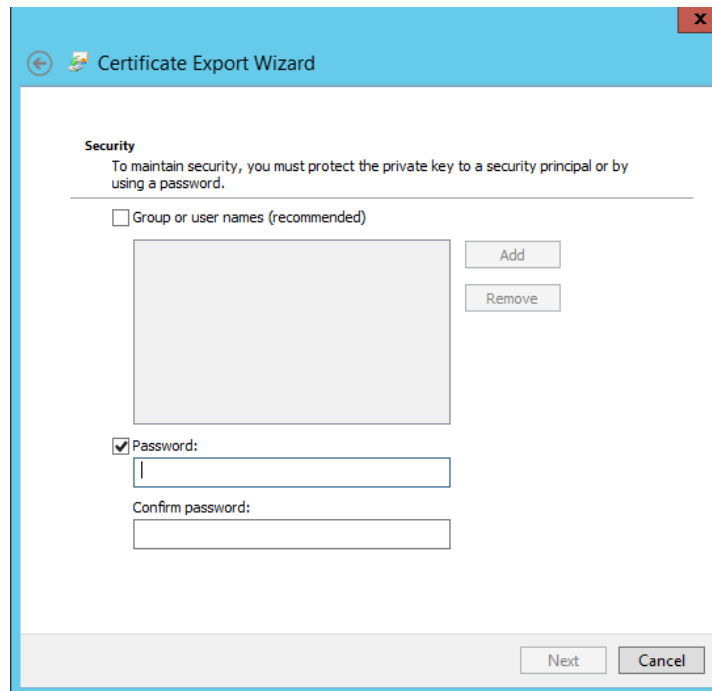 x
Certificate Export Wizard
Security
To maintain security, you must protect the private key to a security principal or by
using a password.
Group or user names (recommended)
Add
Remove
Password:
Confirm password:
Next
Cancel